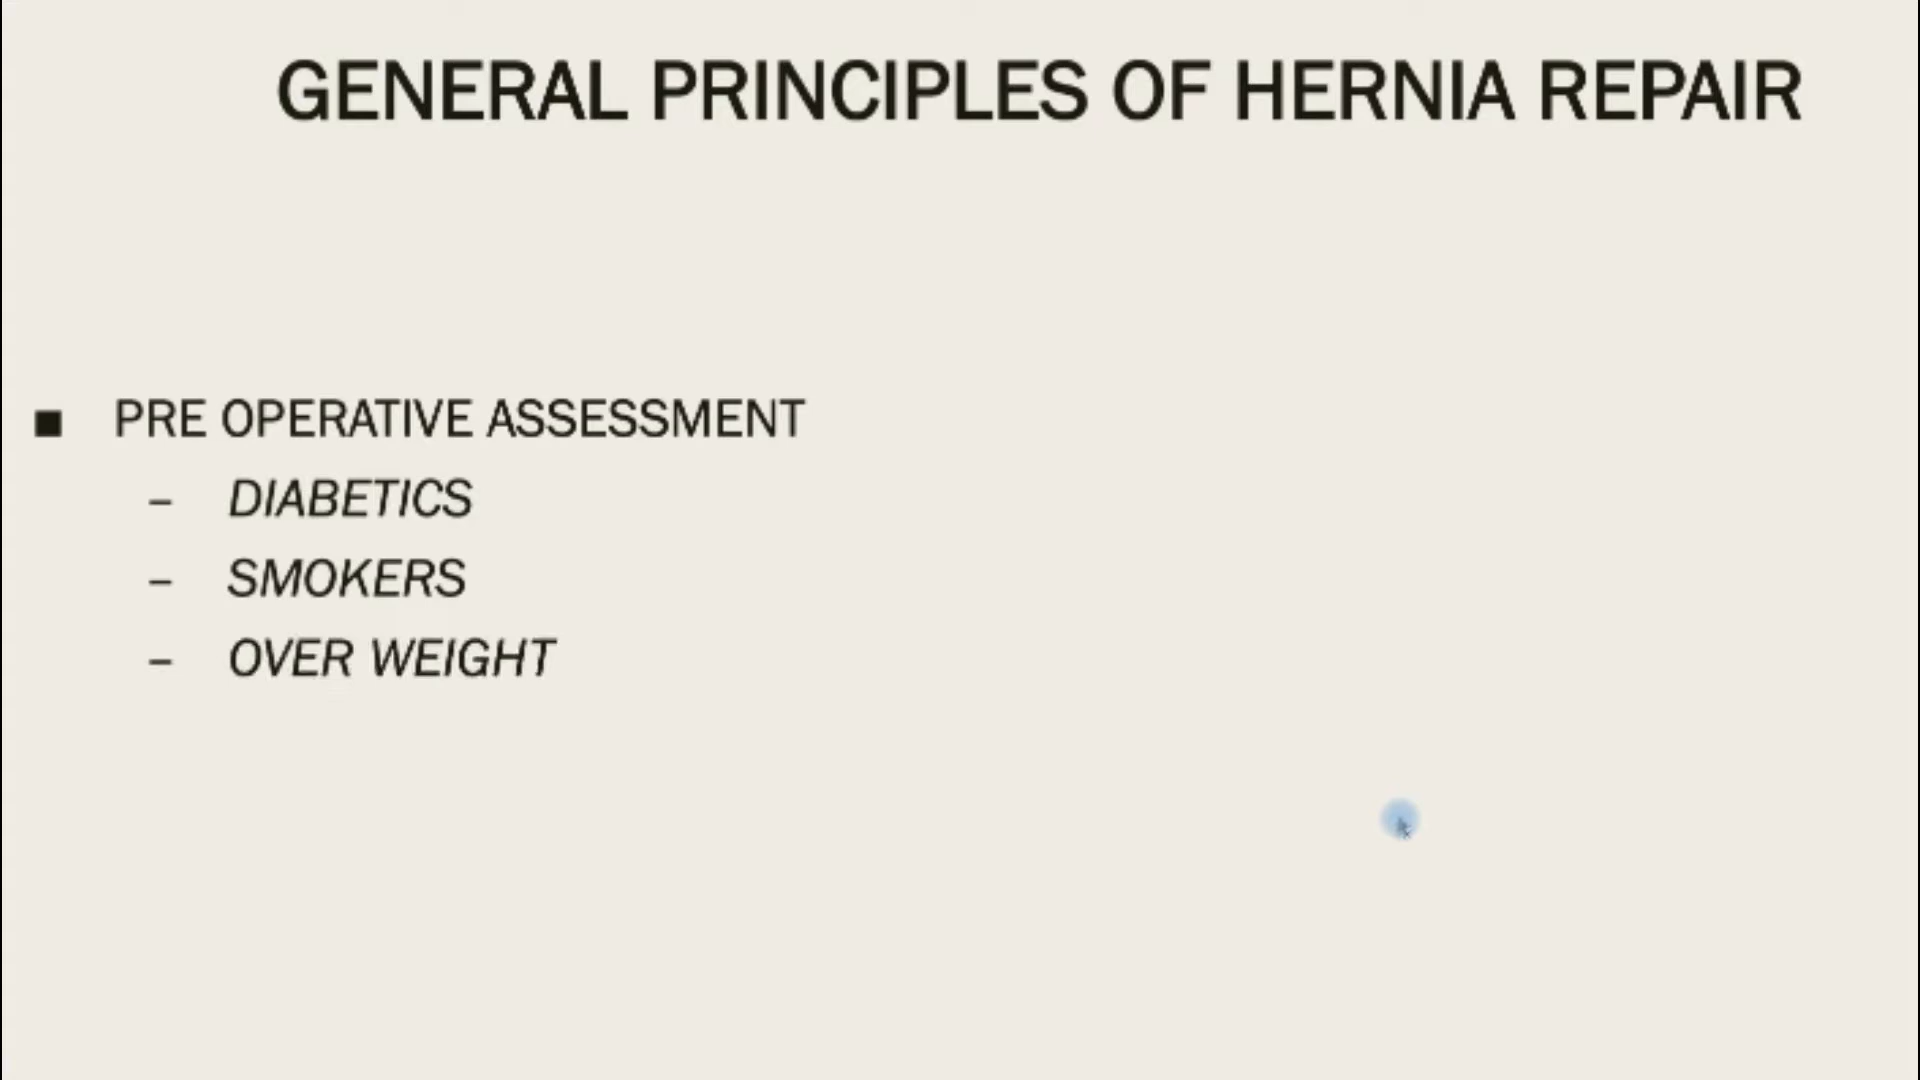 GENERAL PRINCIPLES OF HERNIA REPAIR
■ PRE OPERATIVE ASSESSMENT
– DIABETICS
– SMOKERS
– OVER WEIGHT